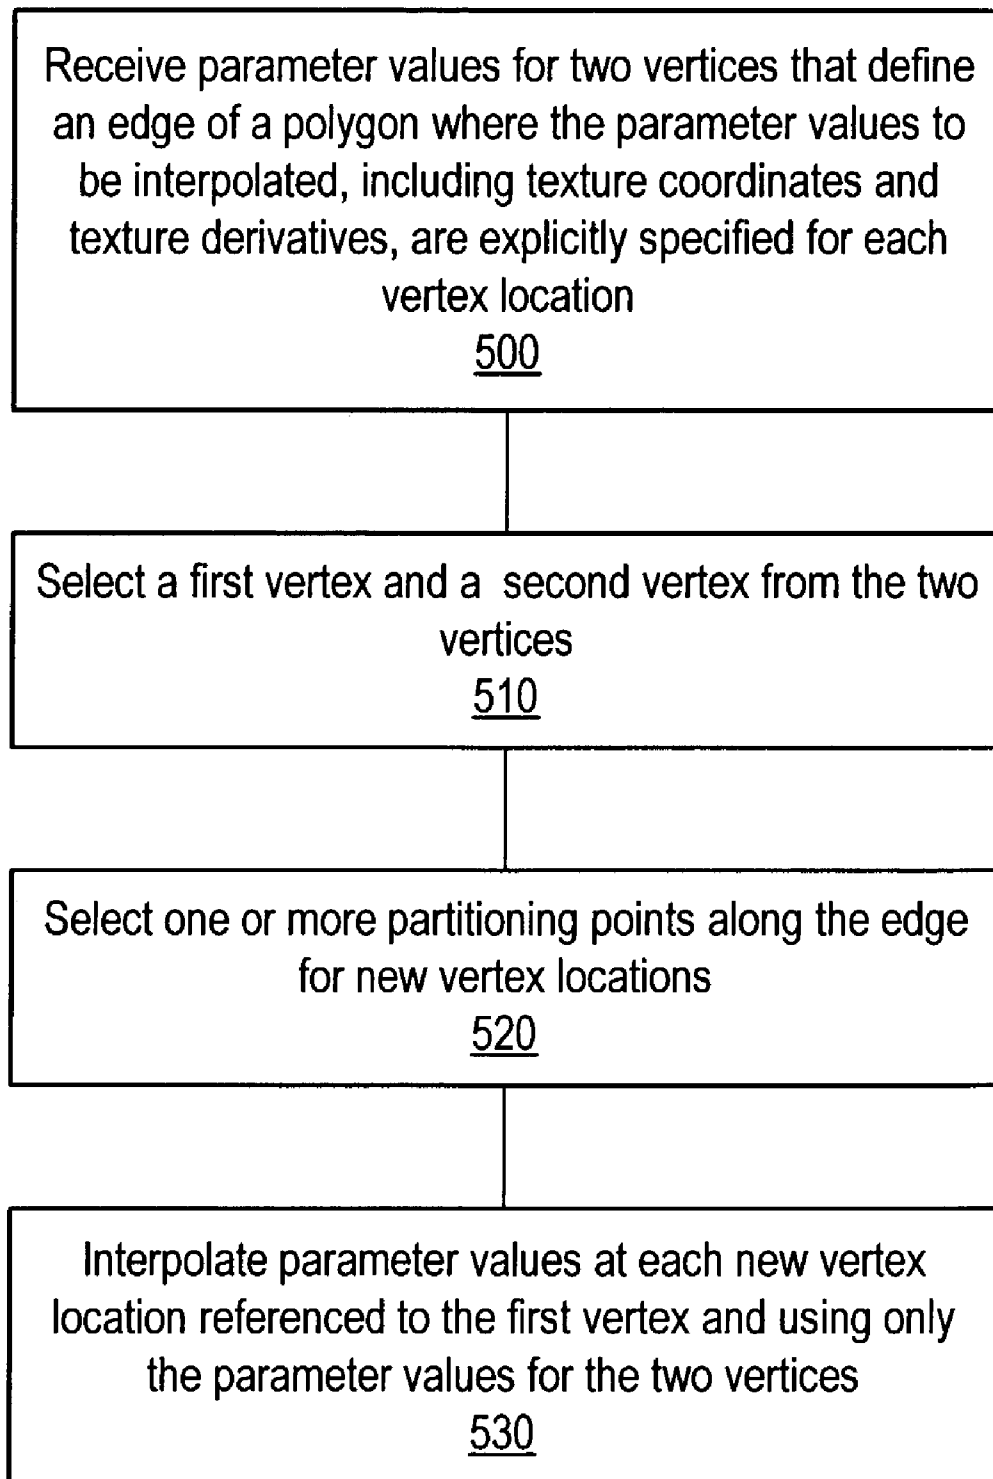 Receive parameter values for two vertices that define
an edge of a polygon where the parameter values to
be interpolated, including texture coordinates and
texture derivatives, are explicitly specified for each
vertex location
500
Select a first vertex and a second vertex from the two
vertices
510
Select one or more partitioning points along the edge
for new vertex locations
520
Interpolate parameter values at each new vertex
location referenced to the first vertex and using only
the parameter values for the two vertices
530